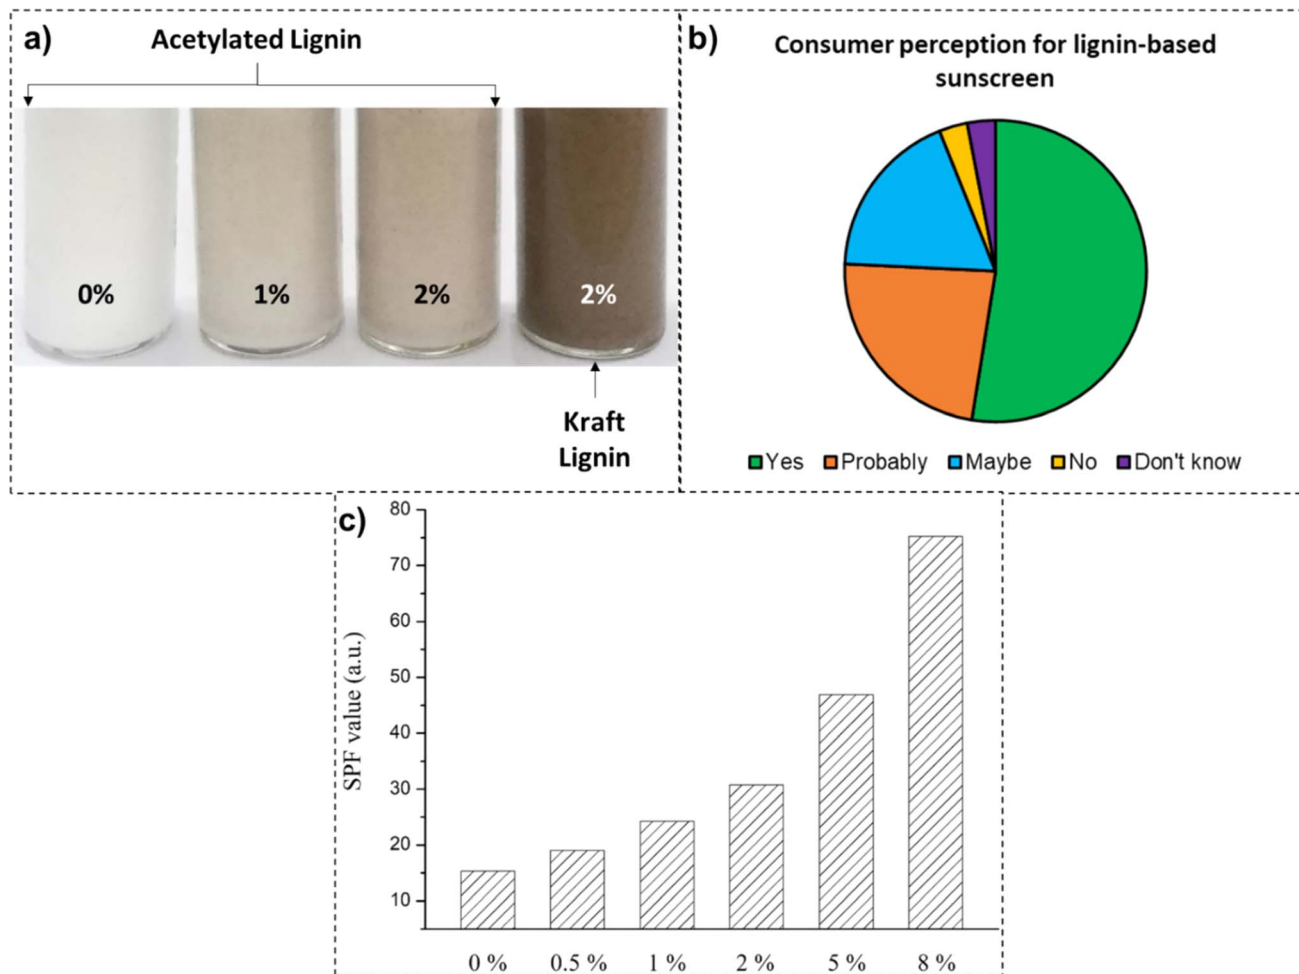 a)
Acetylated Lignin
0%
1%
2%
2%
Kraft
Lignin
b)
Consumer perception for lignin-based
sunscreen
Yes Probably Maybe No Don't know
c)
SPF value (a.u.)
80
70
60
50
40
30
20
10
0 % 0.5 % 1 % 2 % 5 % 8 %